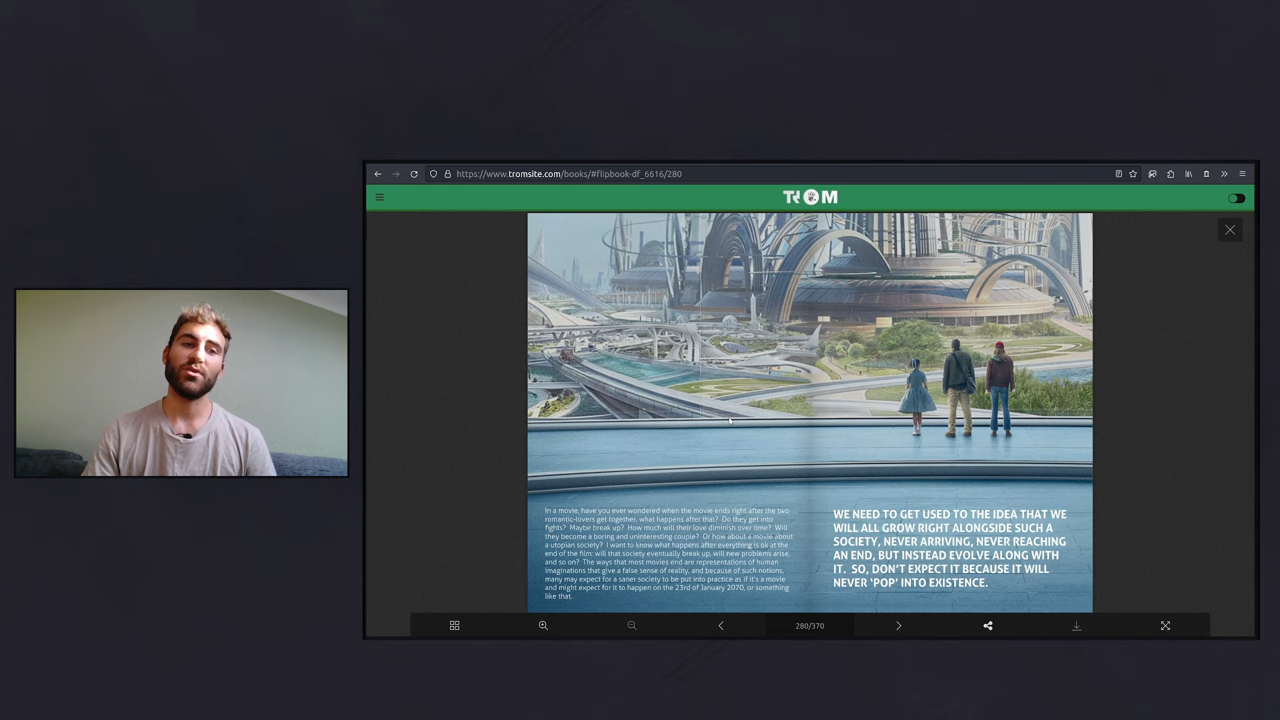 https://www.tromsite.com/books/#flipbook-df_6616/280
TROM
In a movie, have you ever wondered when the movie ends right after the two
romantic-lovers get together, what happens after that? Do they get into
fights? Maybe break up? How much will their love diminish over time? Will
they become a boring and uninteresting couple? Or how about a movie about
a utopian society? I want to know what happens after everything is ok at the
end of the film: will that society eventually break up, will new problems arise,
and so on? The ways that most movies end are representations of human
imaginations that give a false sense of reality, and because of such notions,
many may expect for a saner society to be put into practice as if it's a movie
and might expect for it to happen on the 23rd of January 2070, or something
like that.
WE NEED TO GET USED TO THE IDEA THAT WE
WILL ALL GROW RIGHT ALONGSIDE SUCH A
SOCIETY, NEVER ARRIVING, NEVER REACHING
AN END, BUT INSTEAD EVOLVE ALONG WITH
IT. SO, DON'T EXPECT IT BECAUSE IT WILL
NEVER 'POP' INTO EXISTENCE.
280/370